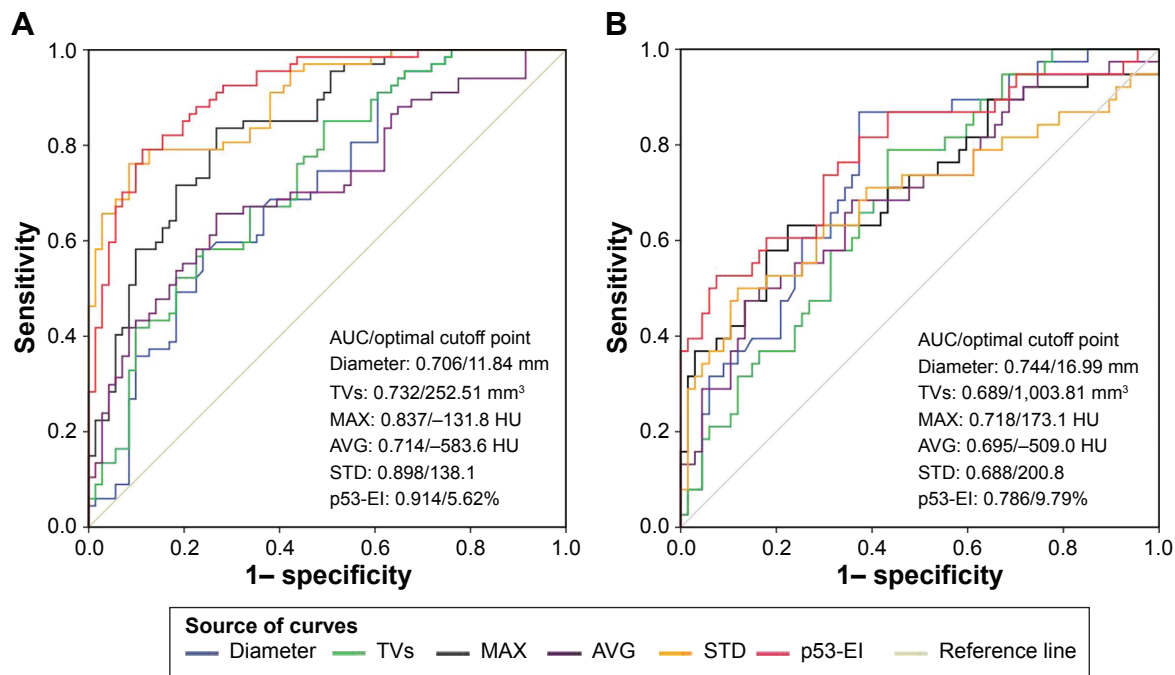 A
B
1.0
0.8
0.6
0.4
0.2
0.0
Sensitivity
AUC/optimal cutoff point
Diameter: 0.706/11.84 mm
TVs: 0.732/252.51 mm³
MAX: 0.837/–131.8 HU
AVG: 0.714/–583.6 HU
STD: 0.898/138.1
p53-EI: 0.914/5.62%
0.0 0.2 0.4 0.6 0.8 1.0
1– specificity
1.0
0.8
0.6
0.4
0.2
0.0
Sensitivity
AUC/optimal cutoff point
Diameter: 0.744/16.99 mm
TVs: 0.689/1,003.81 mm³
MAX: 0.718/173.1 HU
AVG: 0.695/–509.0 HU
STD: 0.688/200.8
p53-EI: 0.786/9.79%
0.0 0.2 0.4 0.6 0.8 1.0
1– specificity
Source of curves
Diameter TVs MAX AVG STD p53-EI Reference line